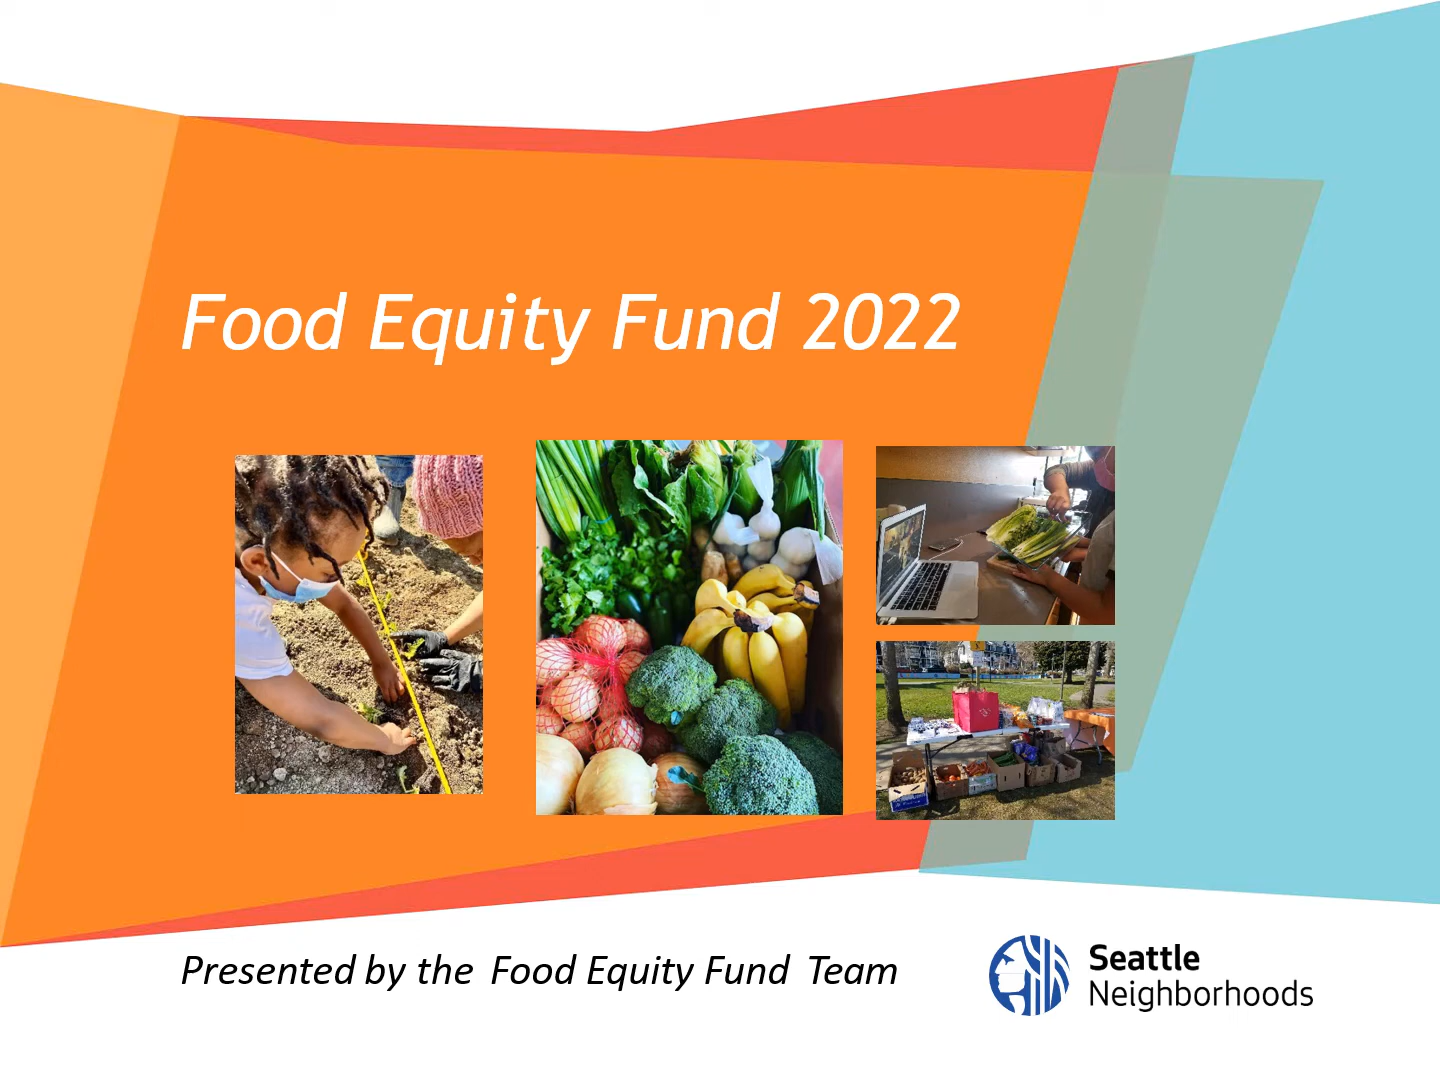 Food Equity Fund 2022
Presented by the Food Equity Fund Team
Seattle
Neighborhoods